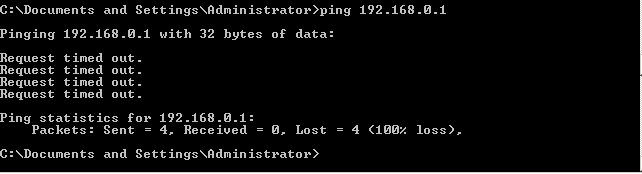 C:\Documents and Settings\Administrator>ping 192.168.0.1
Pinging 192.168.0.1 with 32 bytes of data:
Request timed out.
Request timed out.
Request timed out.
Request timed out.
Ping statistics for 192.168.0.1:
    Packets: Sent = 4, Received = 0, Lost = 4 (100% loss),
C:\Documents and Settings\Administrator>